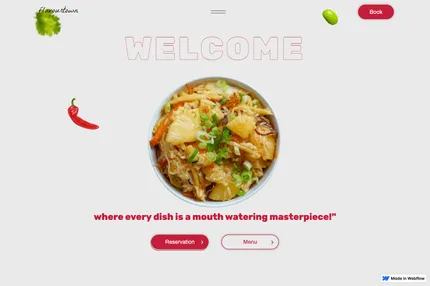 Flavourtown
Book
WELCOME
where every dish is a mouth watering masterpiece!"
Reservation
Menu
Made in Webflow